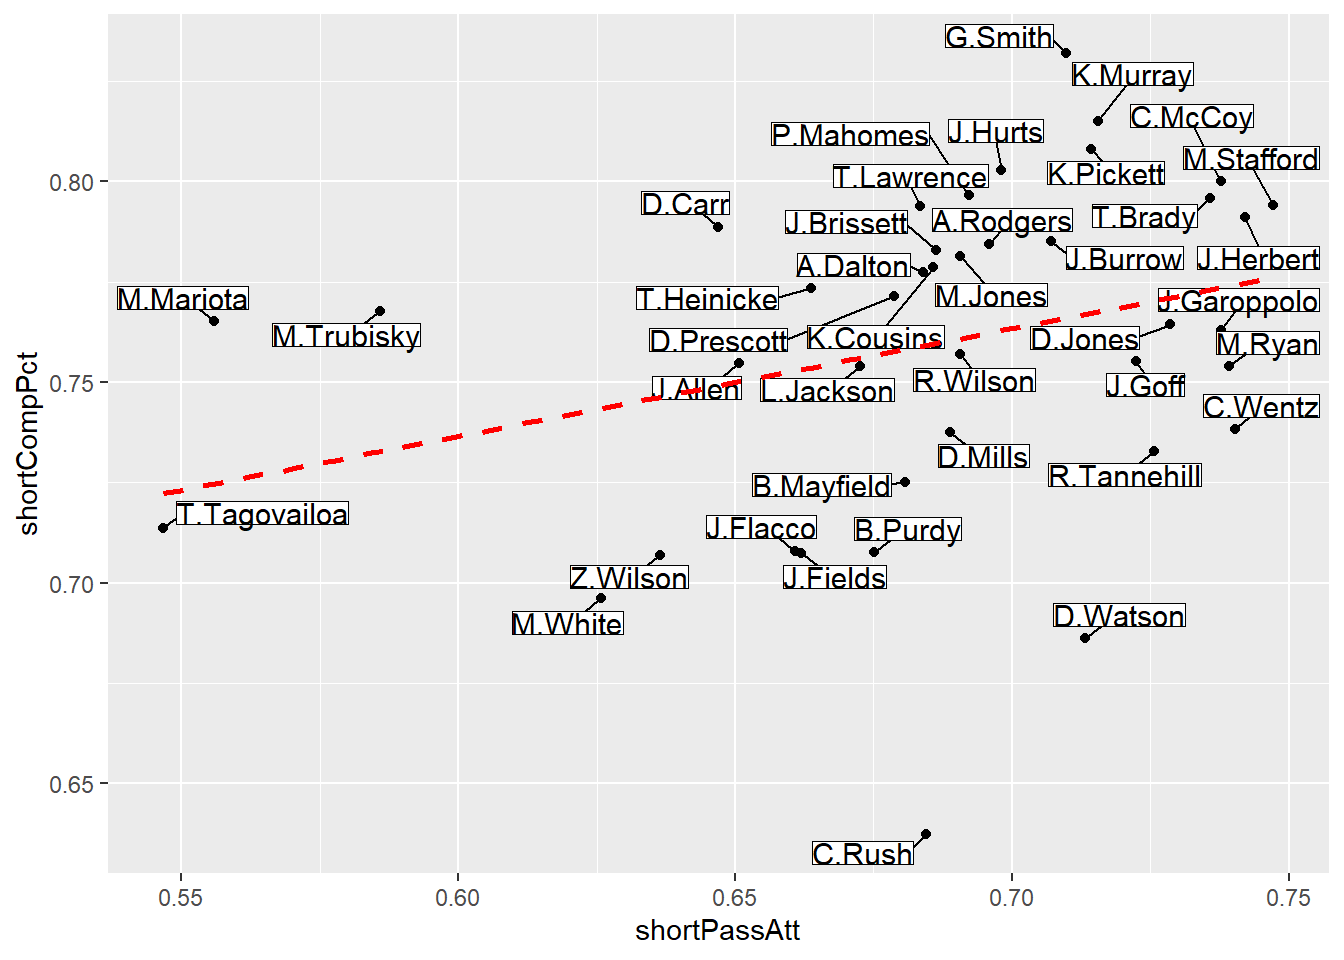 G.Smith
K.Murray
C.McCoy
P.Mahomes
J.Hurts
M.Stafford
T.Lawrence
K.Pickett
0.80
D.Carr
J.Brissett
A.Rodgers
T.Brady
A.Dalton
J.Burrow
J.Herbert
M.Mariota
T.Heinicke
M.Jones
J.Garoppolo
M.Trubisky
D.Prescott
K.Cousins
D.Jones
M.Ryan
0.75
J.Allen
L.Jackson
R.Wilson
J.Goff
C.Wentz
shortCompPct
D.Mills
R.Tannehill
B.Mayfield
T.Tagovailoa
J.Flacco
B.Purdy
0.70
Z.Wilson
J.Fields
M.White
D.Watson
0.65
C.Rush
0.55 0.60 0.65 0.70 0.75
shortPassAtt